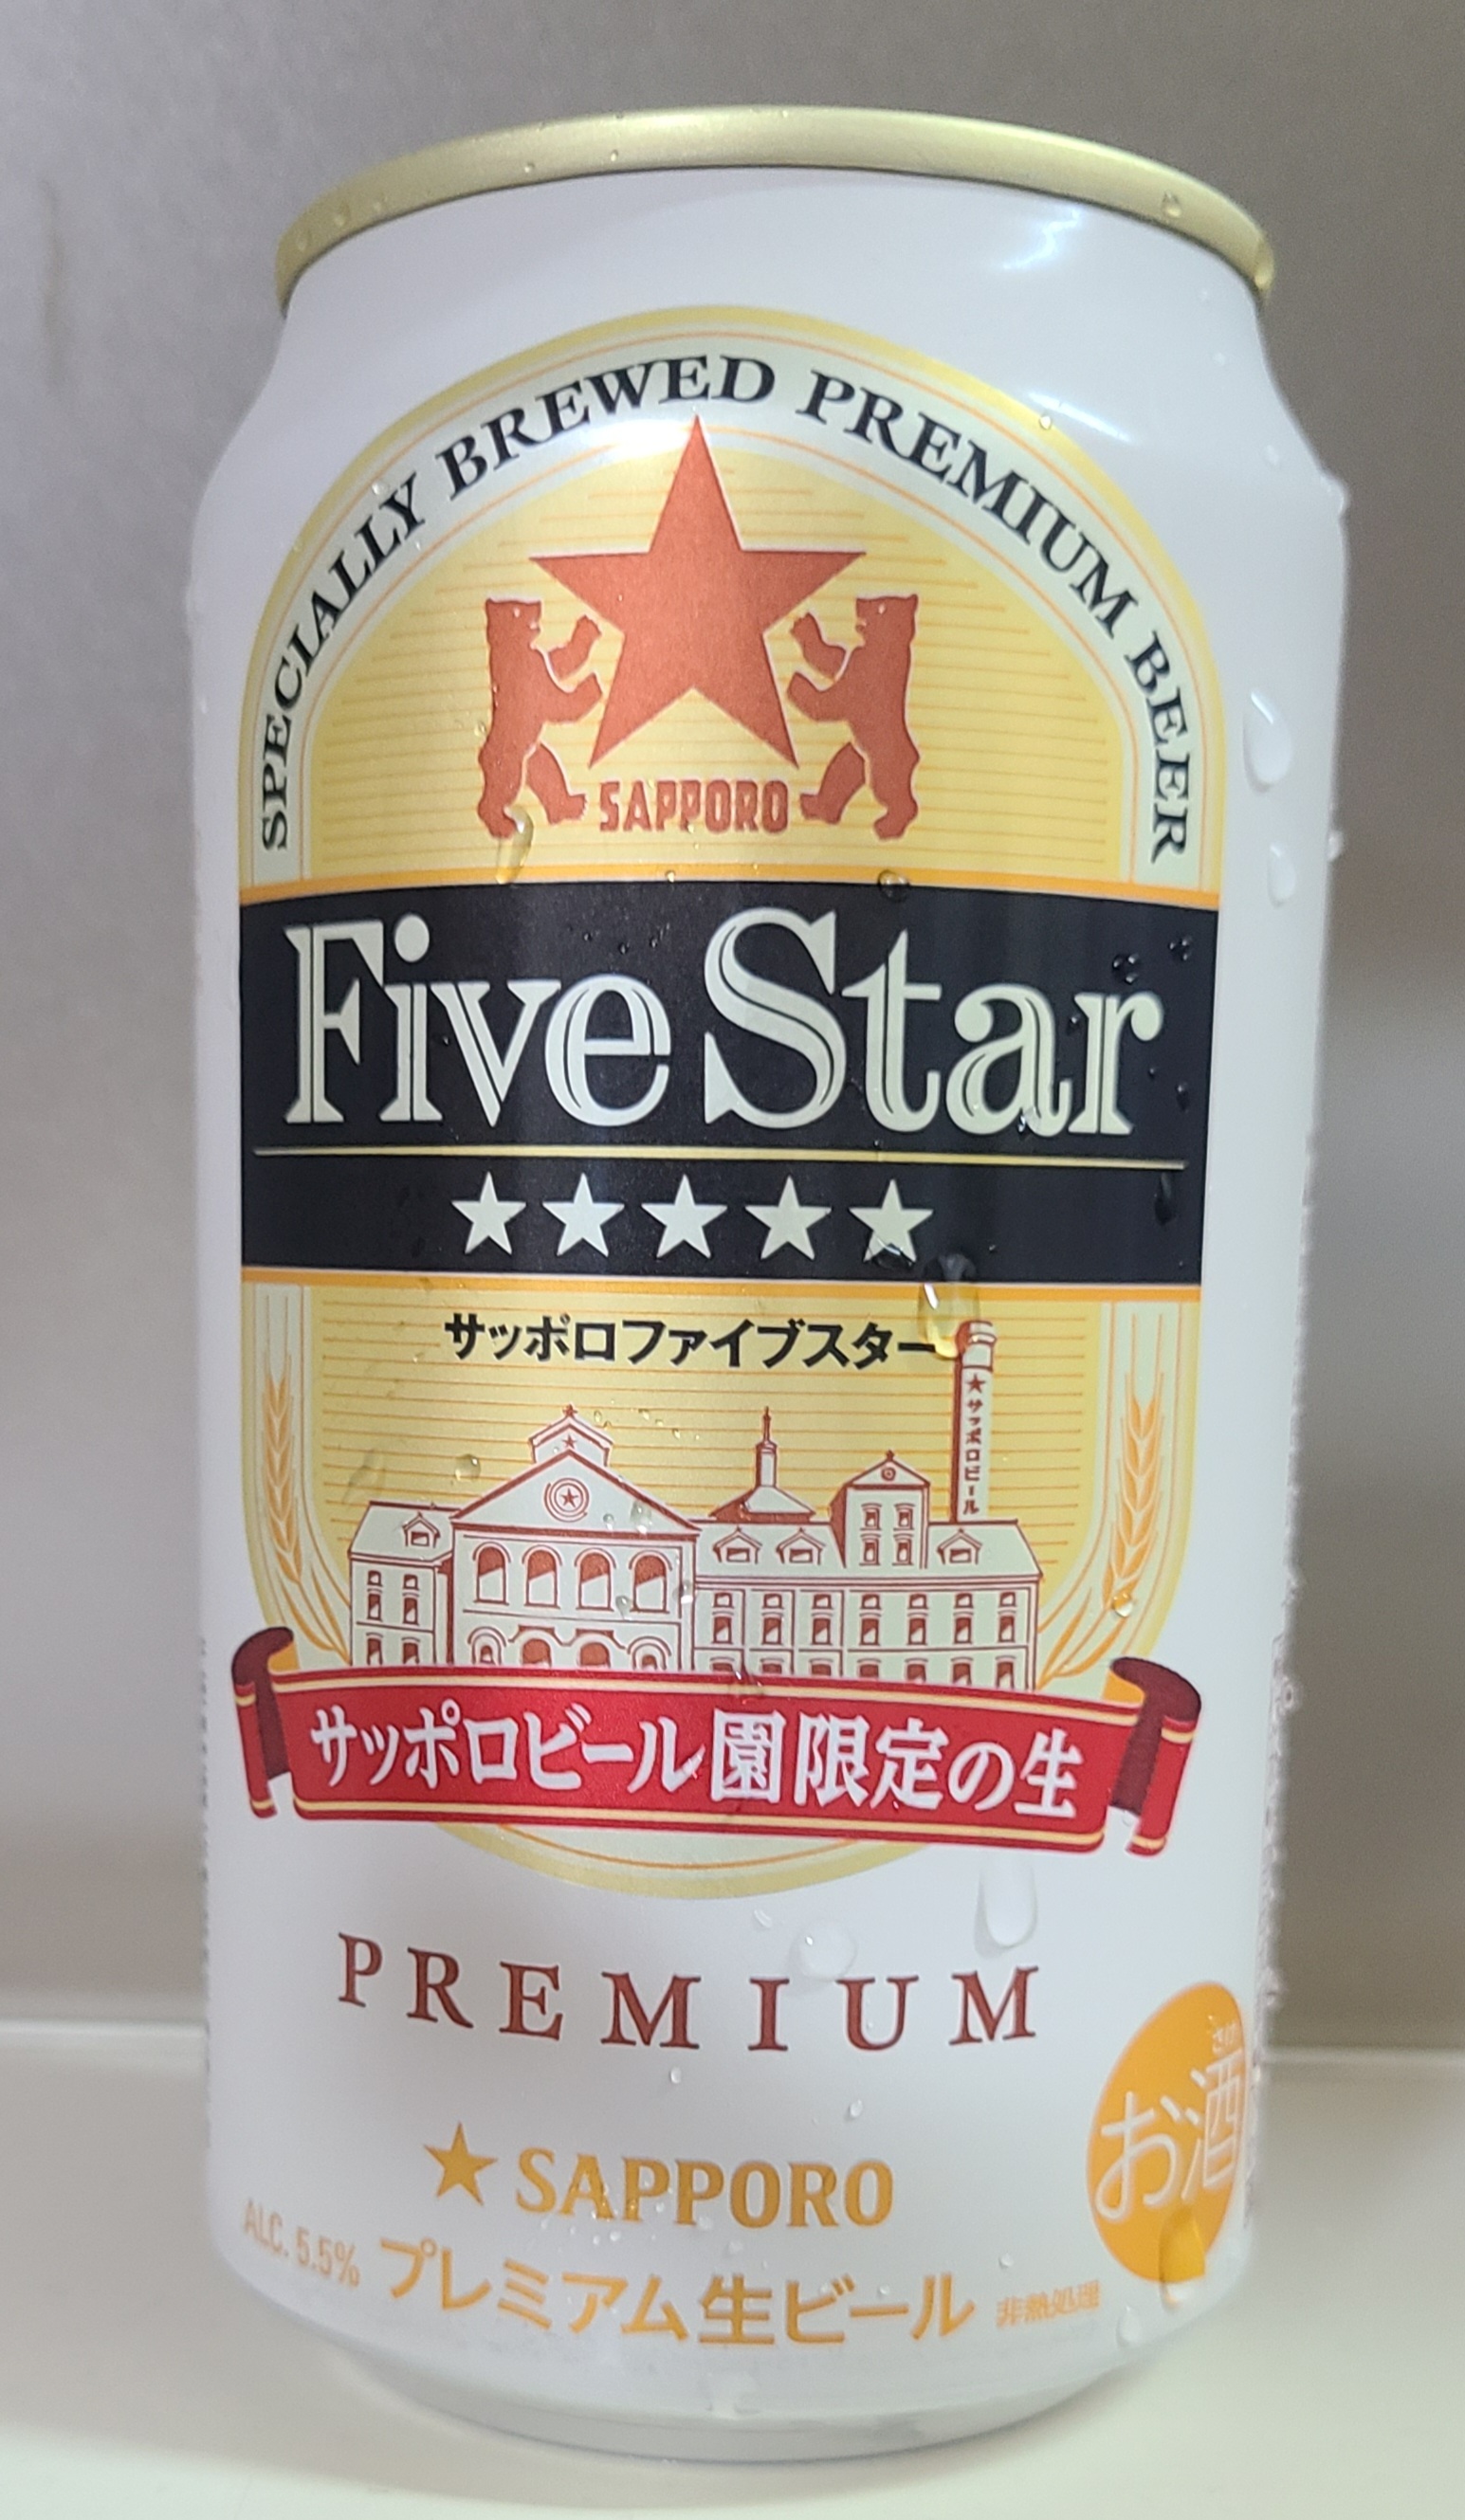 SPECIALLY BREWED PREMIUM BEER
SAPPORO
Five Star
サッポロファイブスター
★サッポロビール
サッポロビール園限定の生
PREMIUM
さけ
お酒
★SAPPORO
ALC. 5.5% プレミアム生ビール 非熱処理